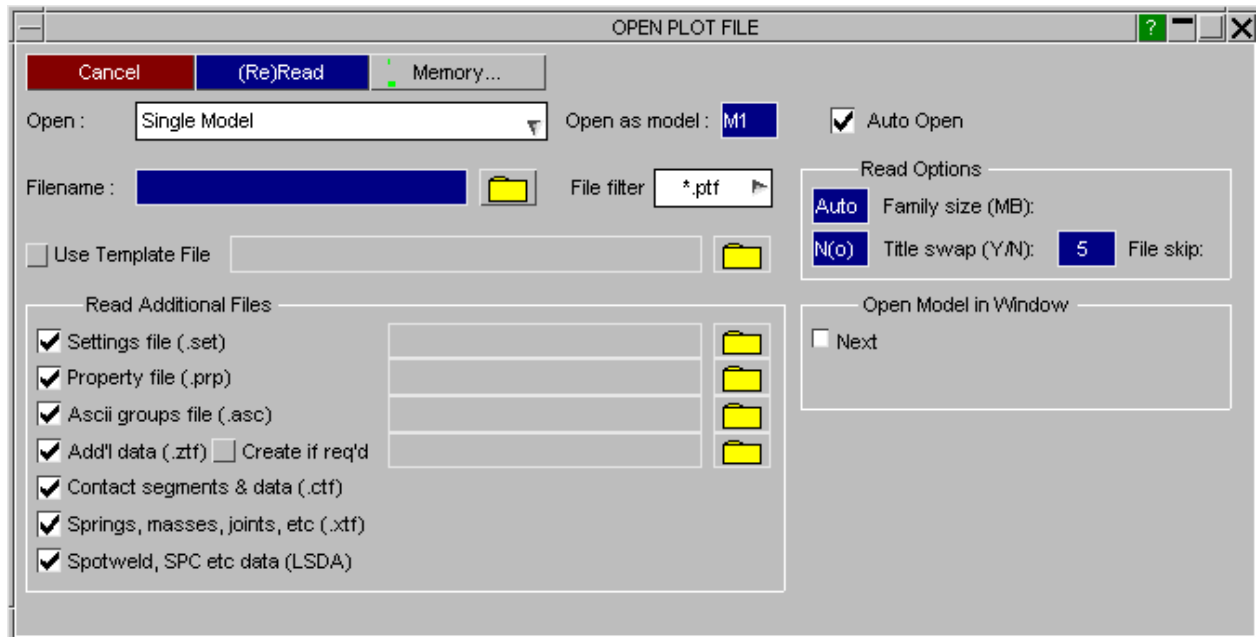 OPEN PLOT FILE ?
Cancel (Re)Read Memory...
Open : Single Model Open as model : M1 Auto Open
Filename : File filter *.ptf
Read Options
Auto Family size (MB):
N(o) Title swap (Y/N): 5 File skip:
Use Template File
Read Additional Files
Settings file (.set)
Property file (.prp)
Ascii groups file (.asc)
Add'l data (.ztf) Create if req'd
Contact segments & data (.ctf)
Springs, masses, joints, etc (.xtf)
Spotweld, SPC etc data (LSDA)
Open Model in Window
Next